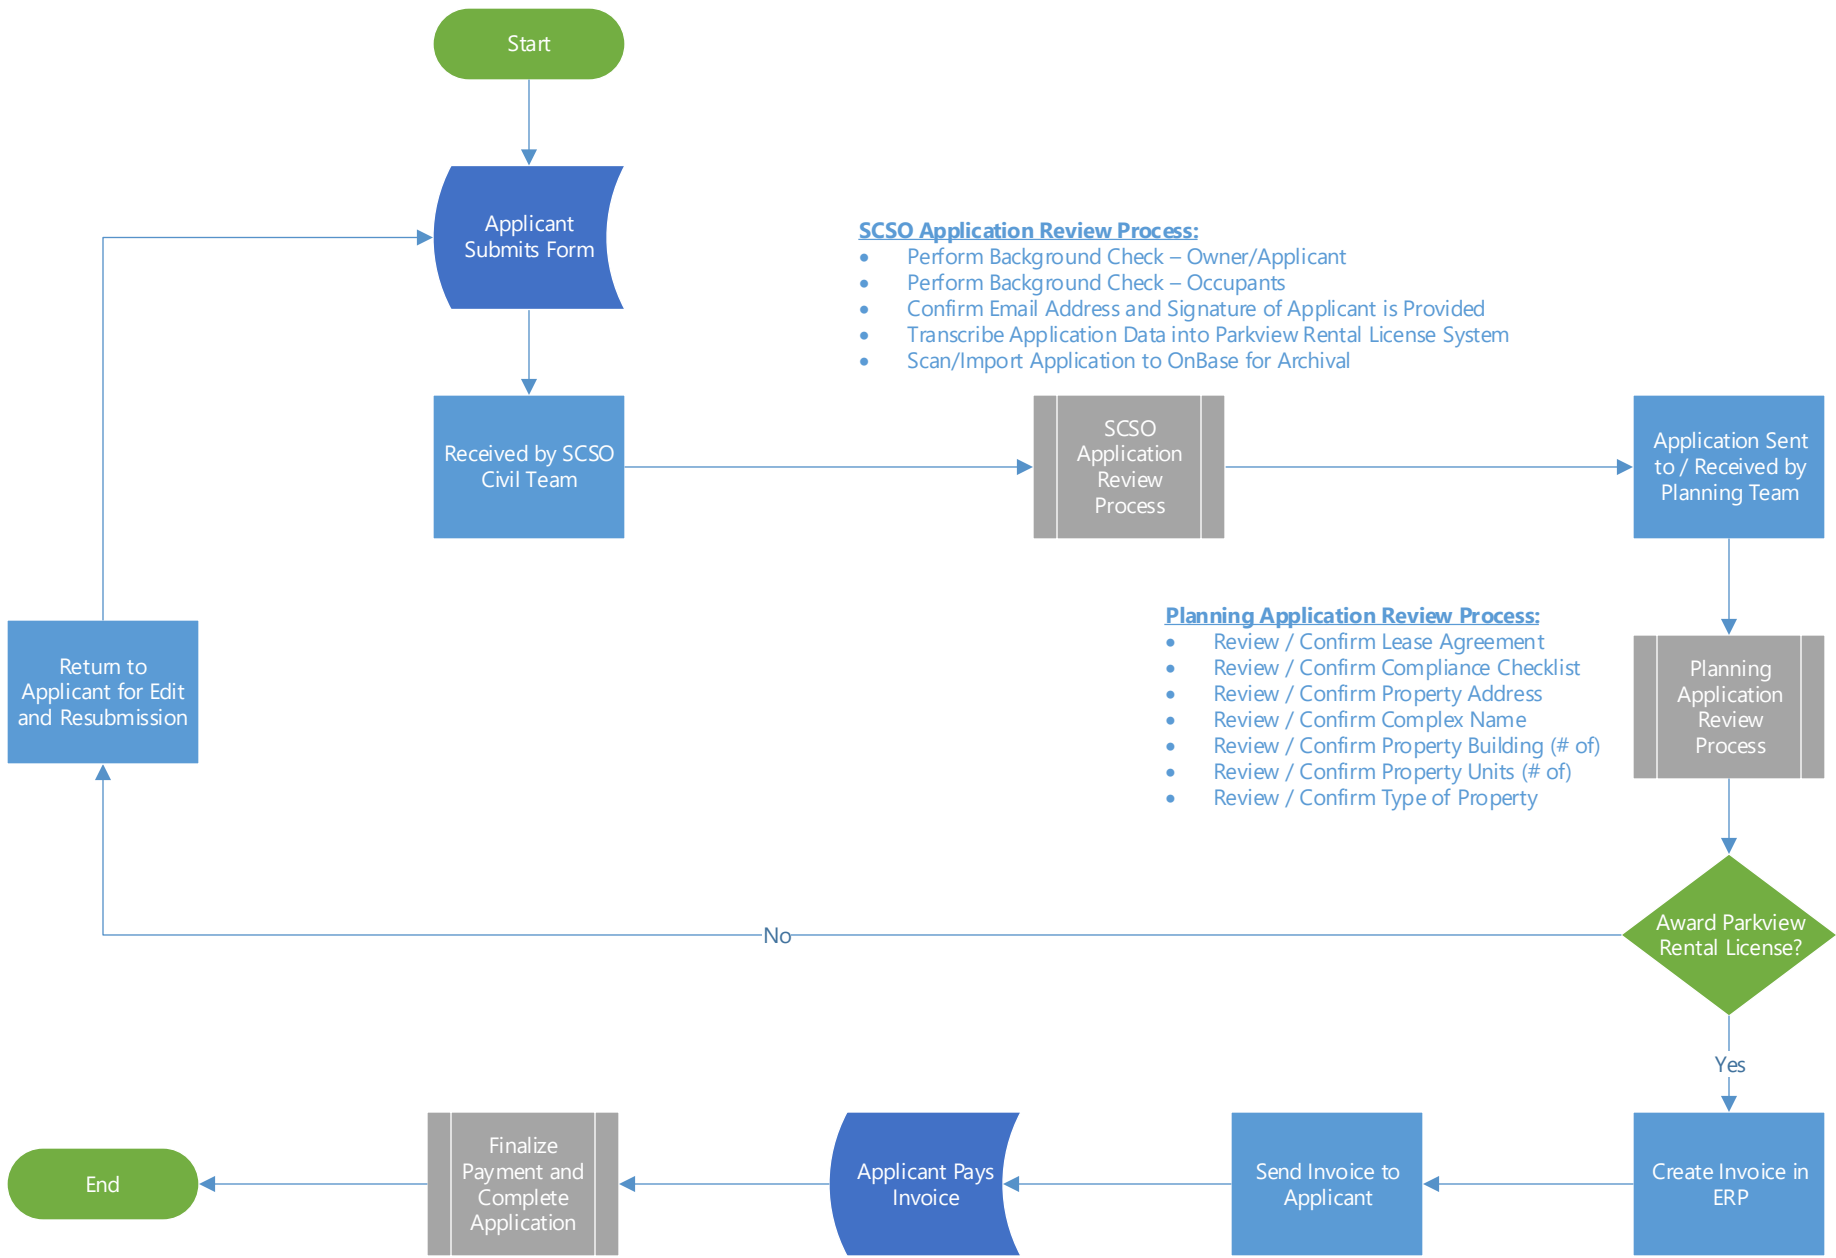 Start
Applicant
Submits Form
SCSO Application Review Process:
• Perform Background Check – Owner/Applicant
• Perform Background Check – Occupants
• Confirm Email Address and Signature of Applicant is Provided
• Transcribe Application Data into Parkview Rental License System
• Scan/Import Application to OnBase for Archival
Received by SCSO
Civil Team
SCSO
Application
Review
Process
Application Sent
to / Received by
Planning Team
Planning Application Review Process:
• Review / Confirm Lease Agreement
• Review / Confirm Compliance Checklist
• Review / Confirm Property Address
• Review / Confirm Complex Name
• Review / Confirm Property Building (# of)
• Review / Confirm Property Units (# of)
• Review / Confirm Type of Property
Planning
Application
Review
Process
Return to
Applicant for Edit
and Resubmission
Award Parkview
Rental License?
No
Yes
Create Invoice in
ERP
Send Invoice to
Applicant
Applicant Pays
Invoice
Finalize
Payment and
Complete
Application
End